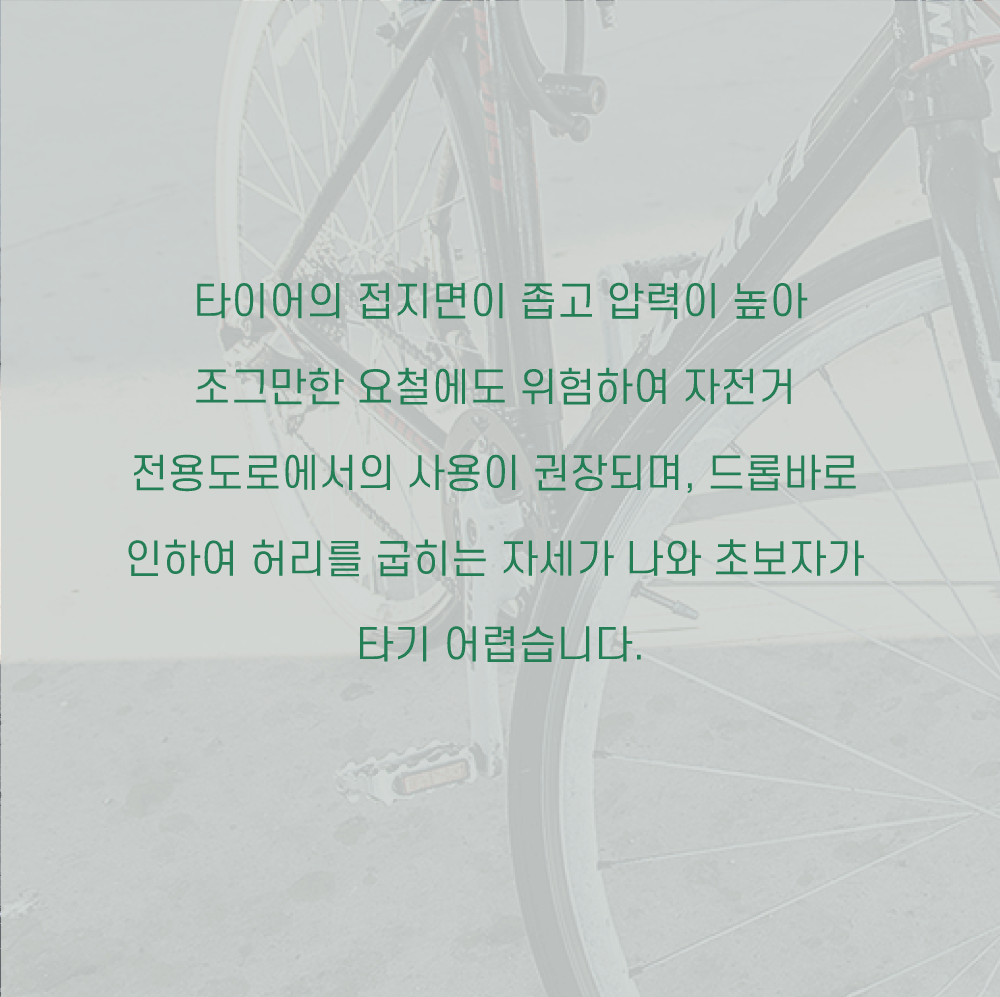 타이어의 접지면이 좁고 압력이 높아
조그만한 요철에도 위험하여 자전거
전용도로에서의 사용이 권장되며, 드롭바로
인하여 허리를 굽히는 자세가 나와 초보자가
타기 어렵습니다.